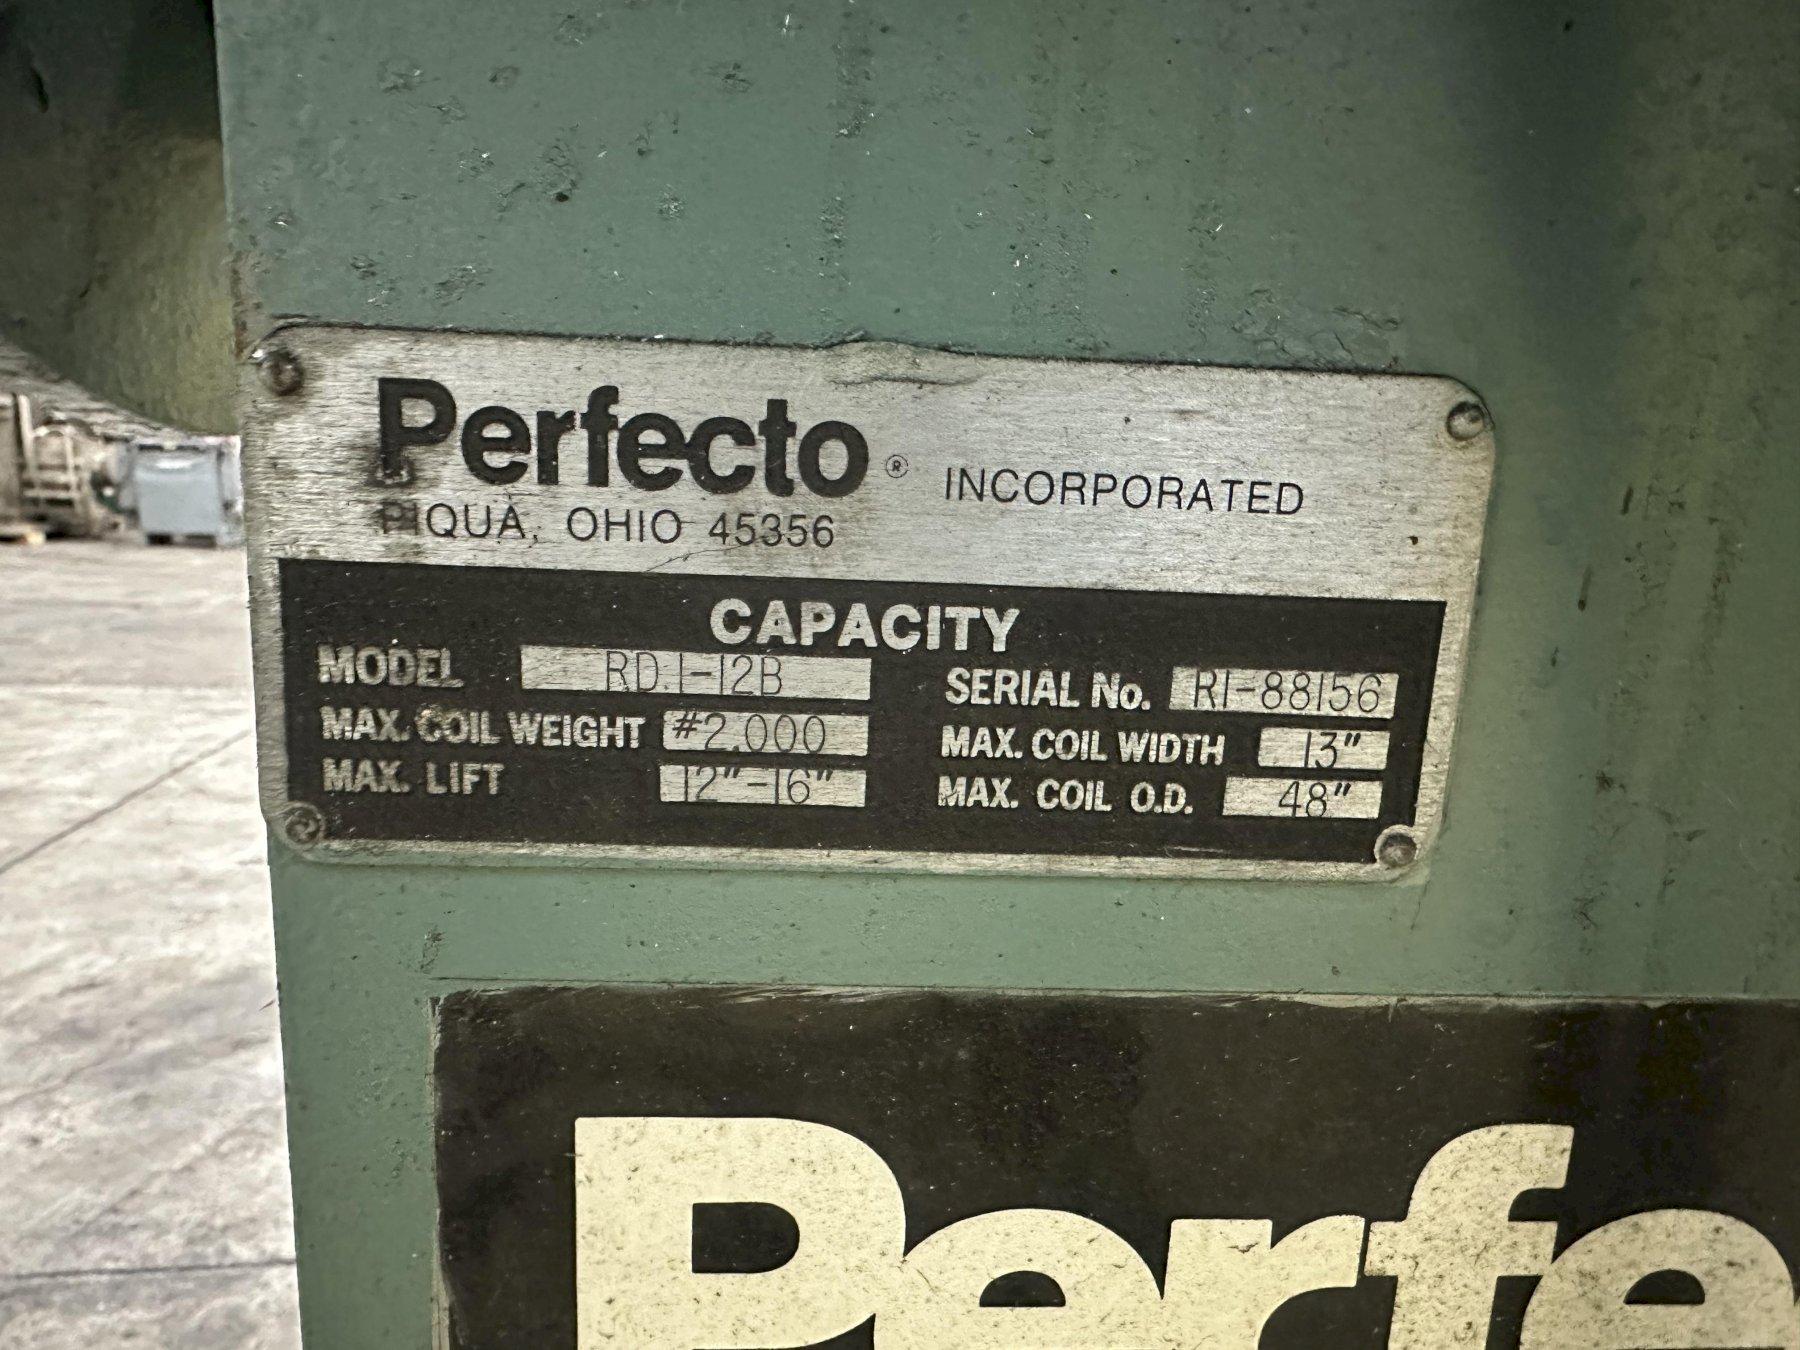 Perfecto® INCORPORATED
PIQUA, OHIO 45356
CAPACITY
MODEL RD.1-12B SERIAL No. R1-88156
MAX. COIL WEIGHT #2,000 MAX. COIL WIDTH 13"
MAX. LIFT 12"-16" MAX. COIL O.D. 48"
Perfe